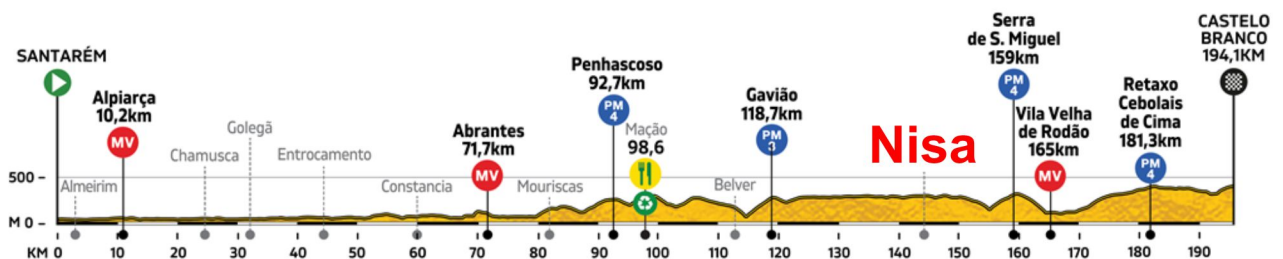 SANTARÉM
Alpiarça
10,2km
MV
Almeirim
Chamusca
Golegã
Entrocamento
Constancia
Abrantes
71,7km
MV
Mouriscas
Penhascoso
92,7km
PM
4
Mação
98,6
Belver
Gavião
118,7km
PM
3
Nisa
Serra
de S. Miguel
159km
PM
4
Vila Velha
de Rodão
165km
MV
Retaxo
Cebolais
de Cima
181,3km
PM
4
CASTELO
BRANCO
194,1KM
500
M 0
KM 0 10 20 30 40 50 60 70 80 90 100 110 120 130 140 150 160 170 180 190